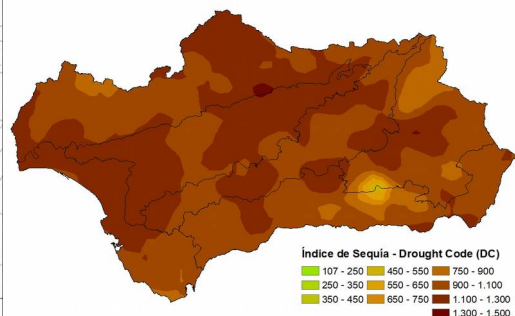 Índice de Sequía - Drought Code (DC)
107 - 250 450 - 550 750 - 900
250 - 350 550 - 650 900 - 1.100
350 - 450 650 - 750 1.100 - 1.300
1.300 - 1.500